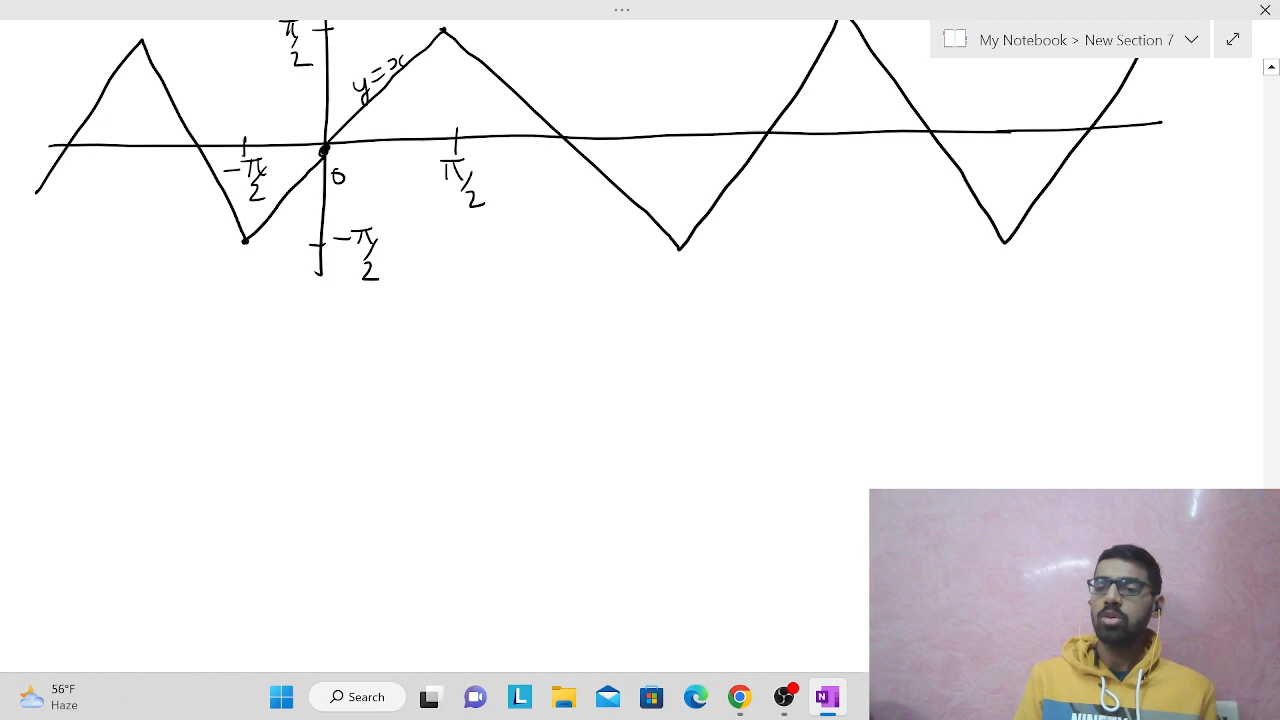 π/2
y=x
My Notebook > New Section 7
-π/2
0
π/2
-π/2
56°F
Haze
Search